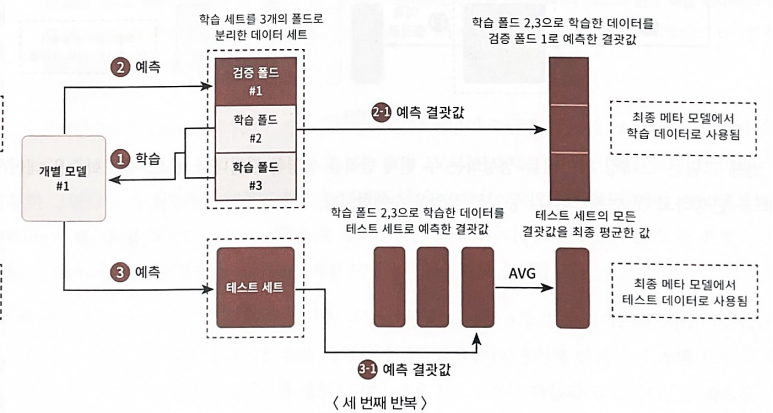 학습 세트를 3개의 폴드로
분리한 데이터 세트
학습 폴드 2,3으로 학습한 데이터를
검증 폴드 1로 예측한 결괏값
2 예측
검증 폴드
#1
학습 폴드
#2
학습 폴드
#3
2-1 예측 결괏값
최종 메타 모델에서
학습 데이터로 사용됨
1 학습
개별 모델
#1
학습 폴드 2,3으로 학습한 데이터를
테스트 세트로 예측한 결괏값
테스트 세트의 모든
결괏값을 최종 평균한 값
3 예측
테스트 세트
AVG
최종 메타 모델에서
테스트 데이터로 사용됨
3-1 예측 결괏값
〈 세 번째 반복 〉